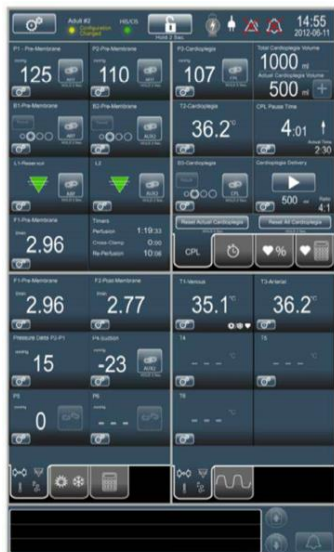 Adult #2
Configuration Changed
HLS/CIS
Hold 2 Sec.
14:55
2012-06-11
P1 - Pre-Membrane
125
P2-Pre-Membrane
110
P3-Cardioplegia
107
Total Cardioplegia Volume
1000 ml
Actual Cardioplegia Volume
500 ml
B1-Pre-Membrane
B2-Pre-Membrane
T2-Cardioplegia
36.2°
CPL Pause Time
4:01
2:30
L1-Reservoir
L2
B3-Cardioplegia
Cardioplegia Delivery
500 ml
4:1
F1-Pre-Membrane
2.96
Timers
Perfusion 1:19:33
Cross Clamp 0:00
Re-Perfusion 10:06
Reset Actual Cardioplegia
Reset All Cardioplegia
CPL
%
F1-Pre-Membrane
2.96
F2-Post Membrane
2.77
T1-Venous
35.1 °C
T3-Arterial
36.2 °C
Pressure Delta P2-P1
15
P4-Suction
-23
AUX2
T4
- - -
T5
- - -
P5
0
P6
- - -
T6
- - -